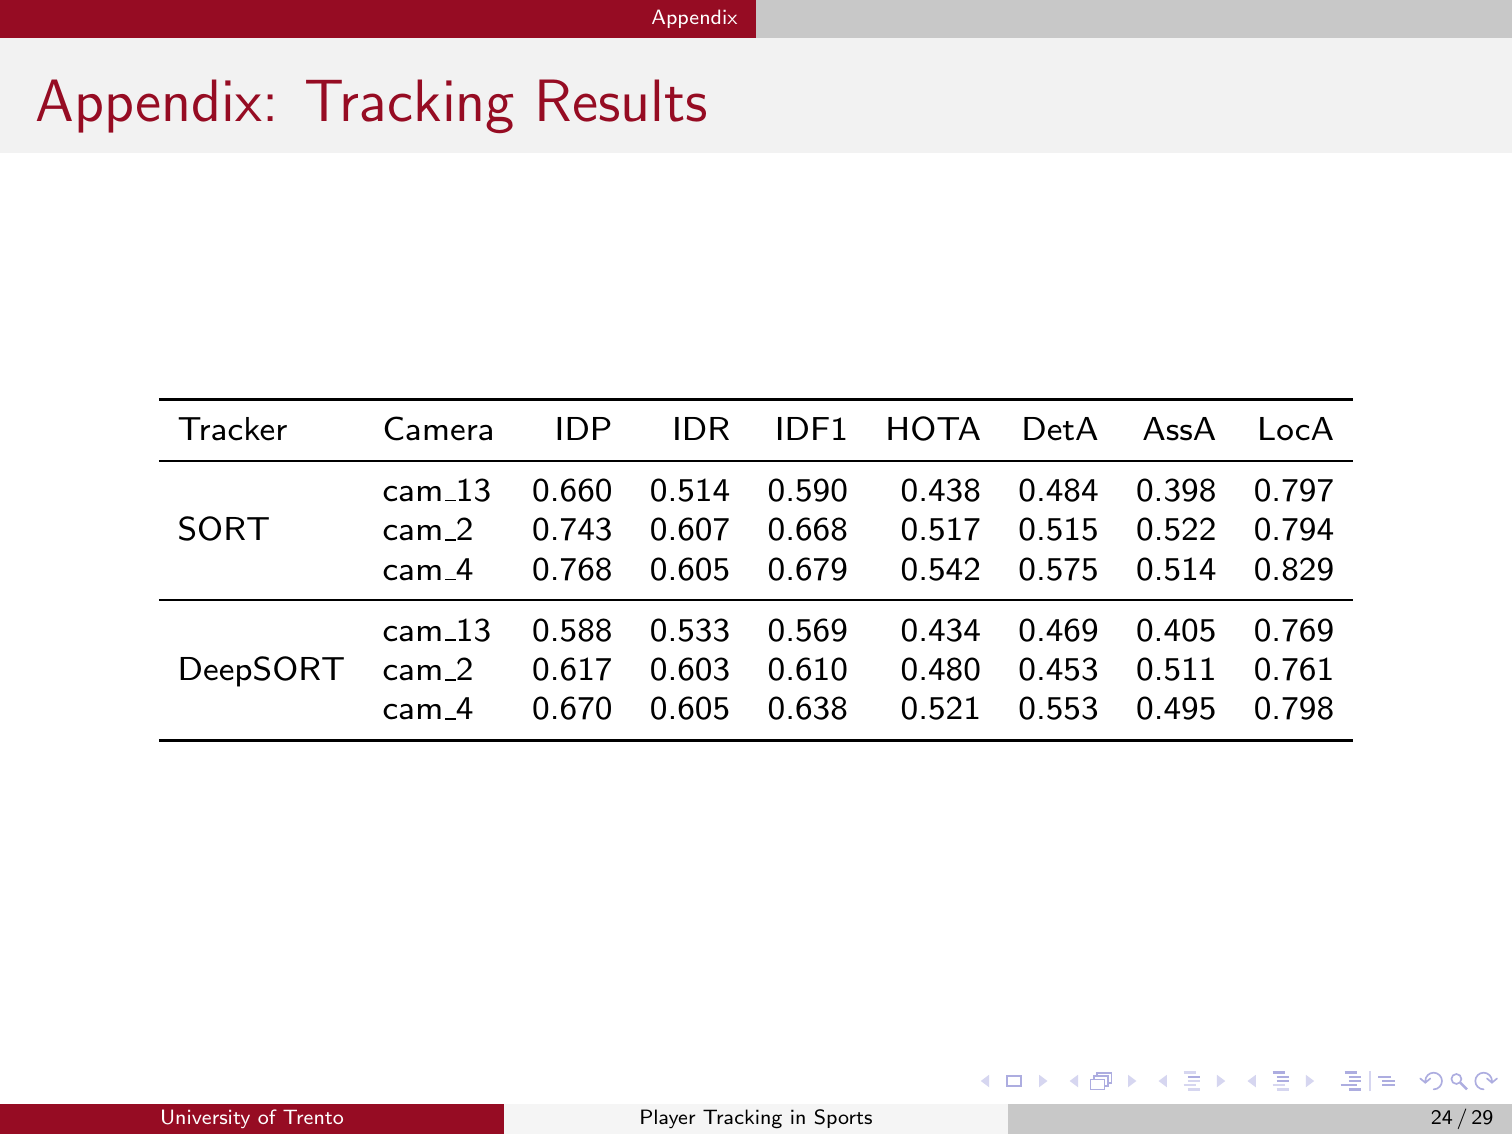 Appendix
Appendix: Tracking Results
Tracker Camera IDP IDR IDF1 HOTA DetA AssA LocA
SORT
cam_13 0.660 0.514 0.590 0.438 0.484 0.398 0.797
cam_2 0.743 0.607 0.668 0.517 0.515 0.522 0.794
cam_4 0.768 0.605 0.679 0.542 0.575 0.514 0.829
DeepSORT
cam_13 0.588 0.533 0.569 0.434 0.469 0.405 0.769
cam_2 0.617 0.603 0.610 0.480 0.453 0.511 0.761
cam_4 0.670 0.605 0.638 0.521 0.553 0.495 0.798
University of Trento Player Tracking in Sports 24 / 29